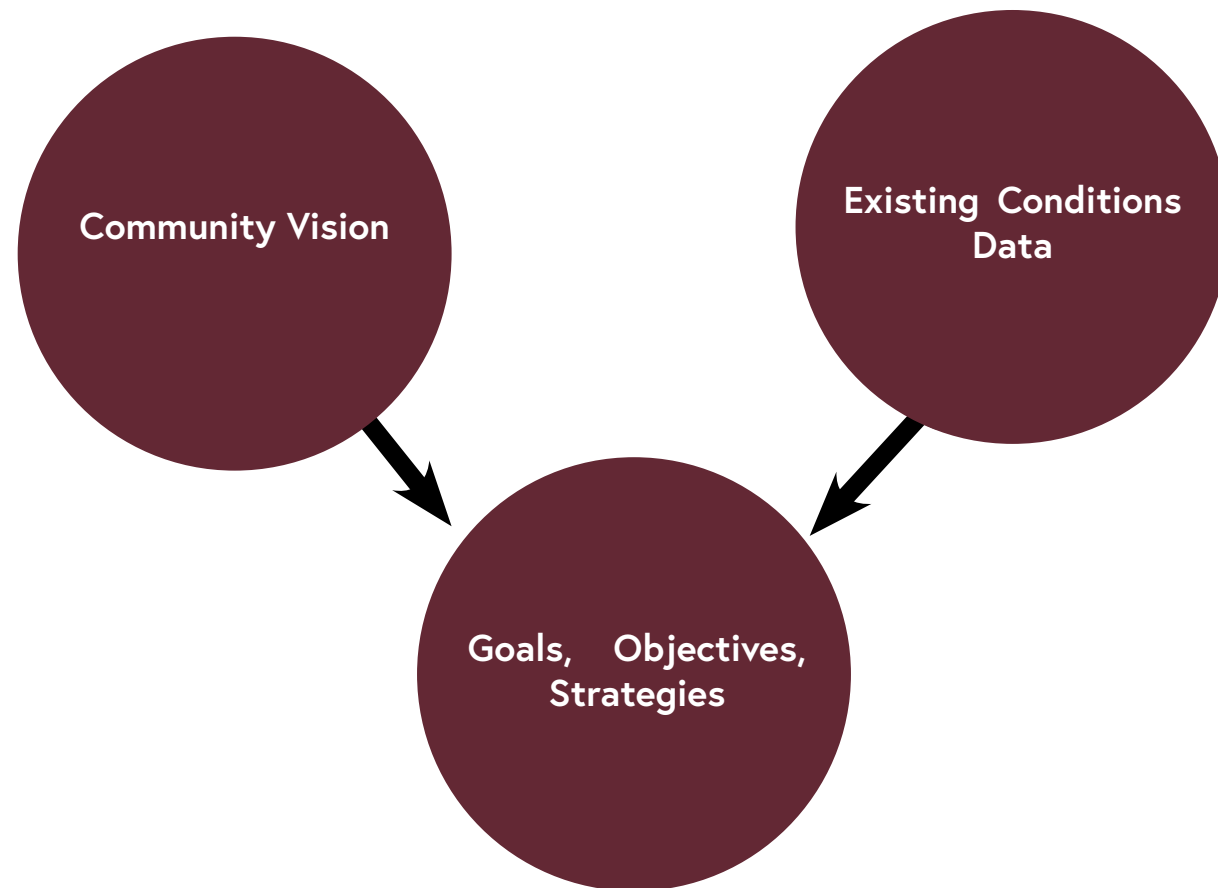 Community Vision
Existing Conditions
Data
Goals, Objectives,
Strategies